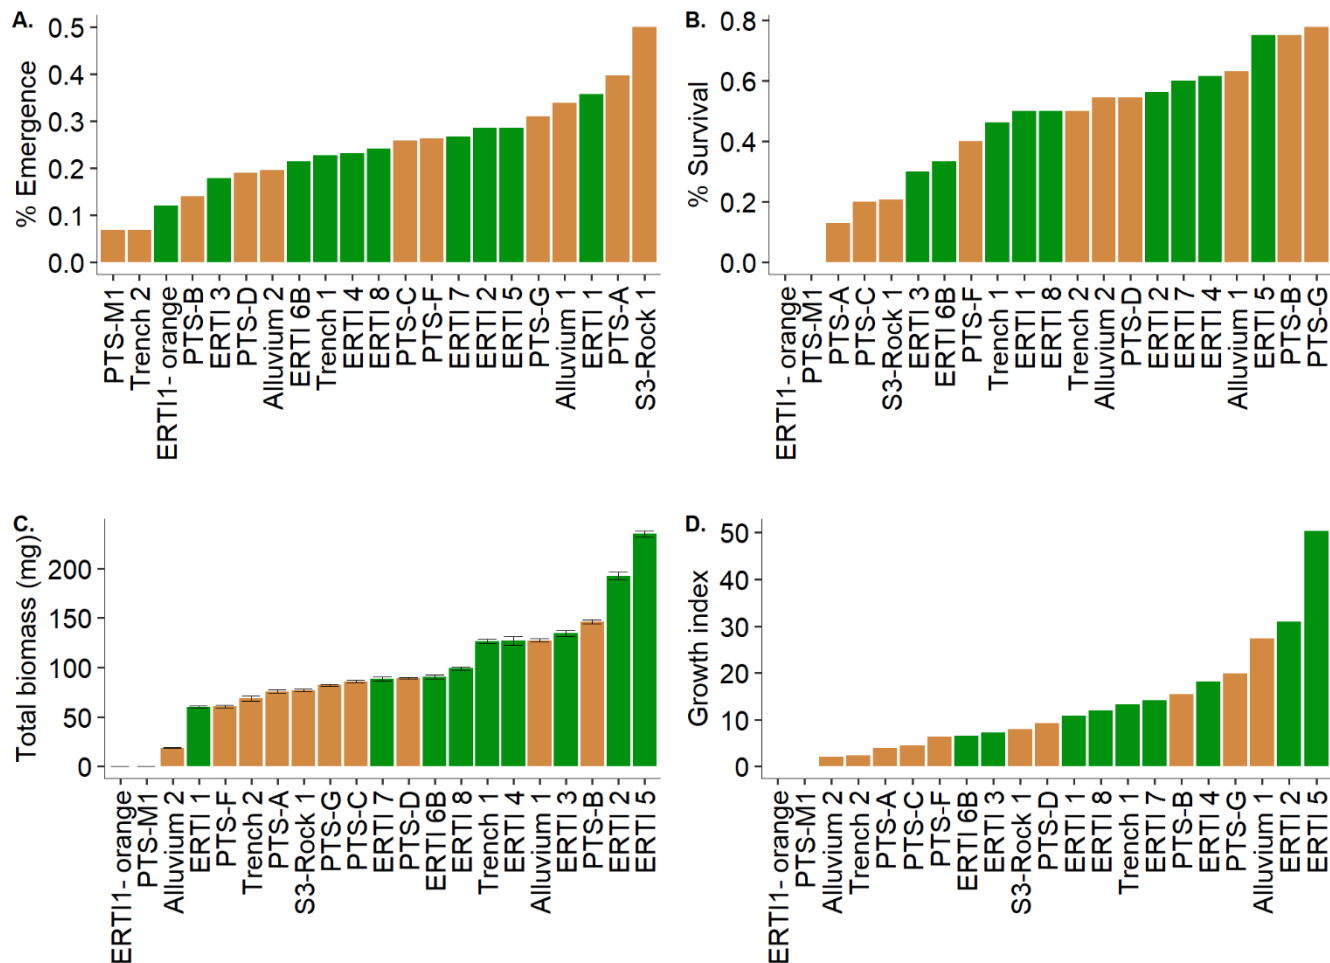 A.
% Emergence
0.5
0.4
0.3
0.2
0.1
0.0
PTS-M1
Trench 2
ERTI1- orange
PTS-B
ERTI 3
PTS-D
Alluvium 2
ERTI 6B
Trench 1
ERTI 4
ERTI 8
PTS-C
PTS-F
ERTI 7
ERTI 2
ERTI 5
PTS-G
Alluvium 1
ERTI 1
PTS-A
S3-Rock 1
B.
% Survival
0.8
0.6
0.4
0.2
0.0
ERTI1- orange
PTS-M1
PTS-A
PTS-C
S3-Rock 1
ERTI 3
ERTI 6B
PTS-F
Trench 1
ERTI 1
ERTI 8
Trench 2
Alluvium 2
PTS-D
ERTI 2
ERTI 7
ERTI 4
Alluvium 1
ERTI 5
PTS-B
PTS-G
C.
Total biomass (mg)
200
150
100
50
0
ERTI1- orange
PTS-M1
Alluvium 2
ERTI 1
PTS-F
Trench 2
PTS-A
S3-Rock 1
PTS-G
PTS-C
ERTI 7
PTS-D
ERTI 6B
ERTI 8
Trench 1
ERTI 4
Alluvium 1
ERTI 3
PTS-B
ERTI 2
ERTI 5
D.
Growth index
50
40
30
20
10
0
ERTI1- orange
PTS-M1
Alluvium 2
Trench 2
PTS-A
PTS-C
PTS-F
ERTI 6B
ERTI 3
S3-Rock 1
PTS-D
ERTI 1
ERTI 8
Trench 1
ERTI 7
PTS-B
ERTI 4
PTS-G
Alluvium 1
ERTI 2
ERTI 5